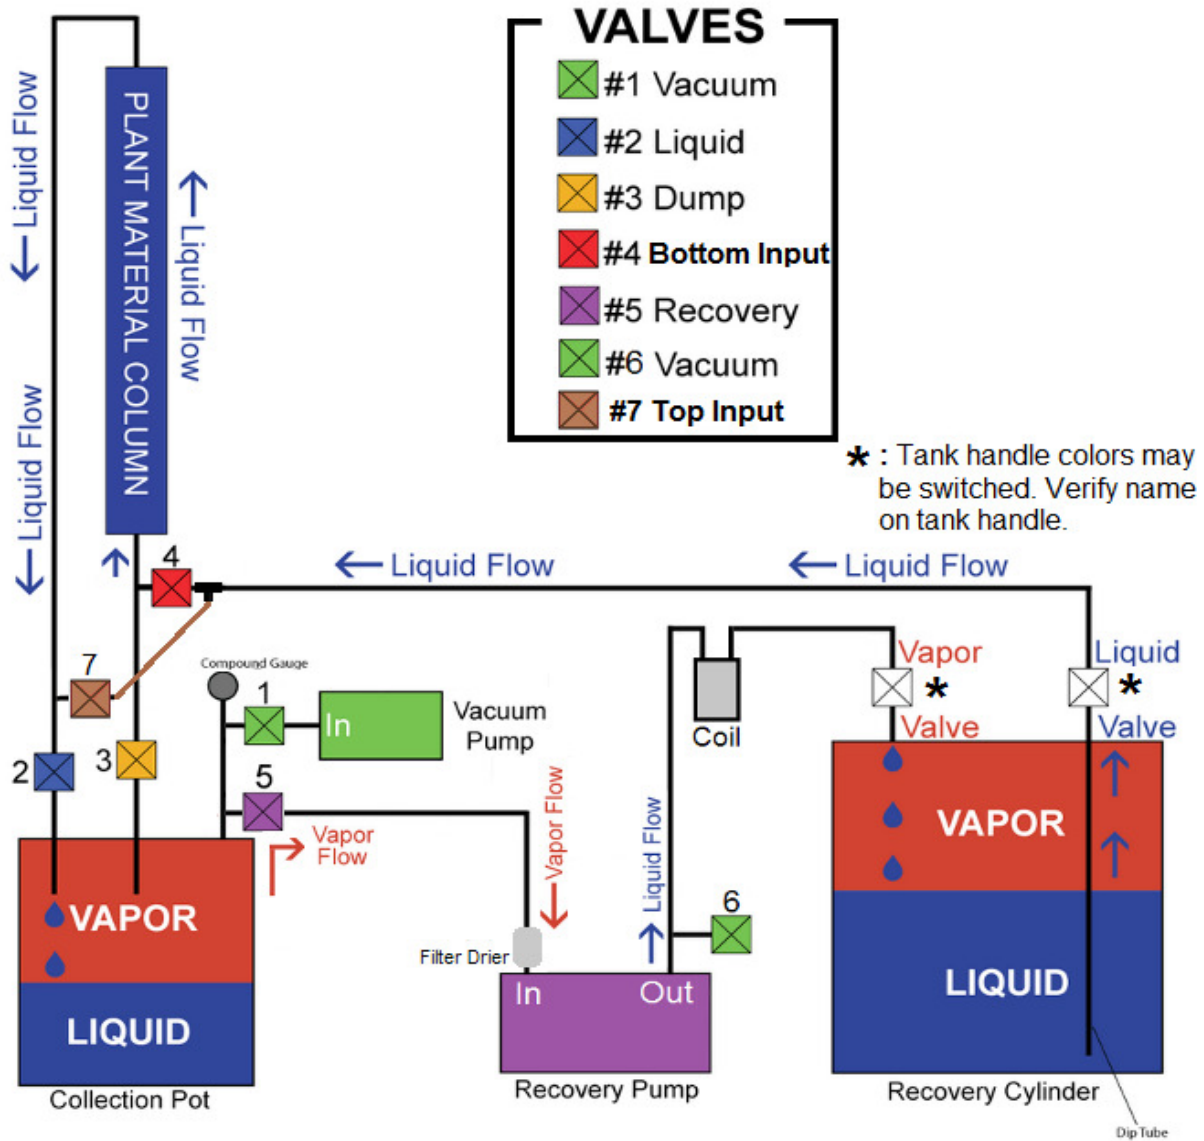 VALVES
#1 Vacuum
#2 Liquid
#3 Dump
#4 Bottom Input
#5 Recovery
#6 Vacuum
#7 Top Input
* : Tank handle colors may
be switched. Verify name
on tank handle.
Liquid Flow
Liquid Flow
PLANT MATERIAL COLUMN
Liquid Flow
4
Liquid Flow
Liquid Flow
7
Compound Gauge
1
In
Vacuum
Pump
Coil
Vapor
*
Valve
Liquid
*
Valve
2
3
5
Vapor
Flow
Vapor Flow
Liquid Flow
6
VAPOR
LIQUID
Collection Pot
Filter Drier
In
Out
Recovery Pump
VAPOR
LIQUID
Recovery Cylinder
Dip Tube